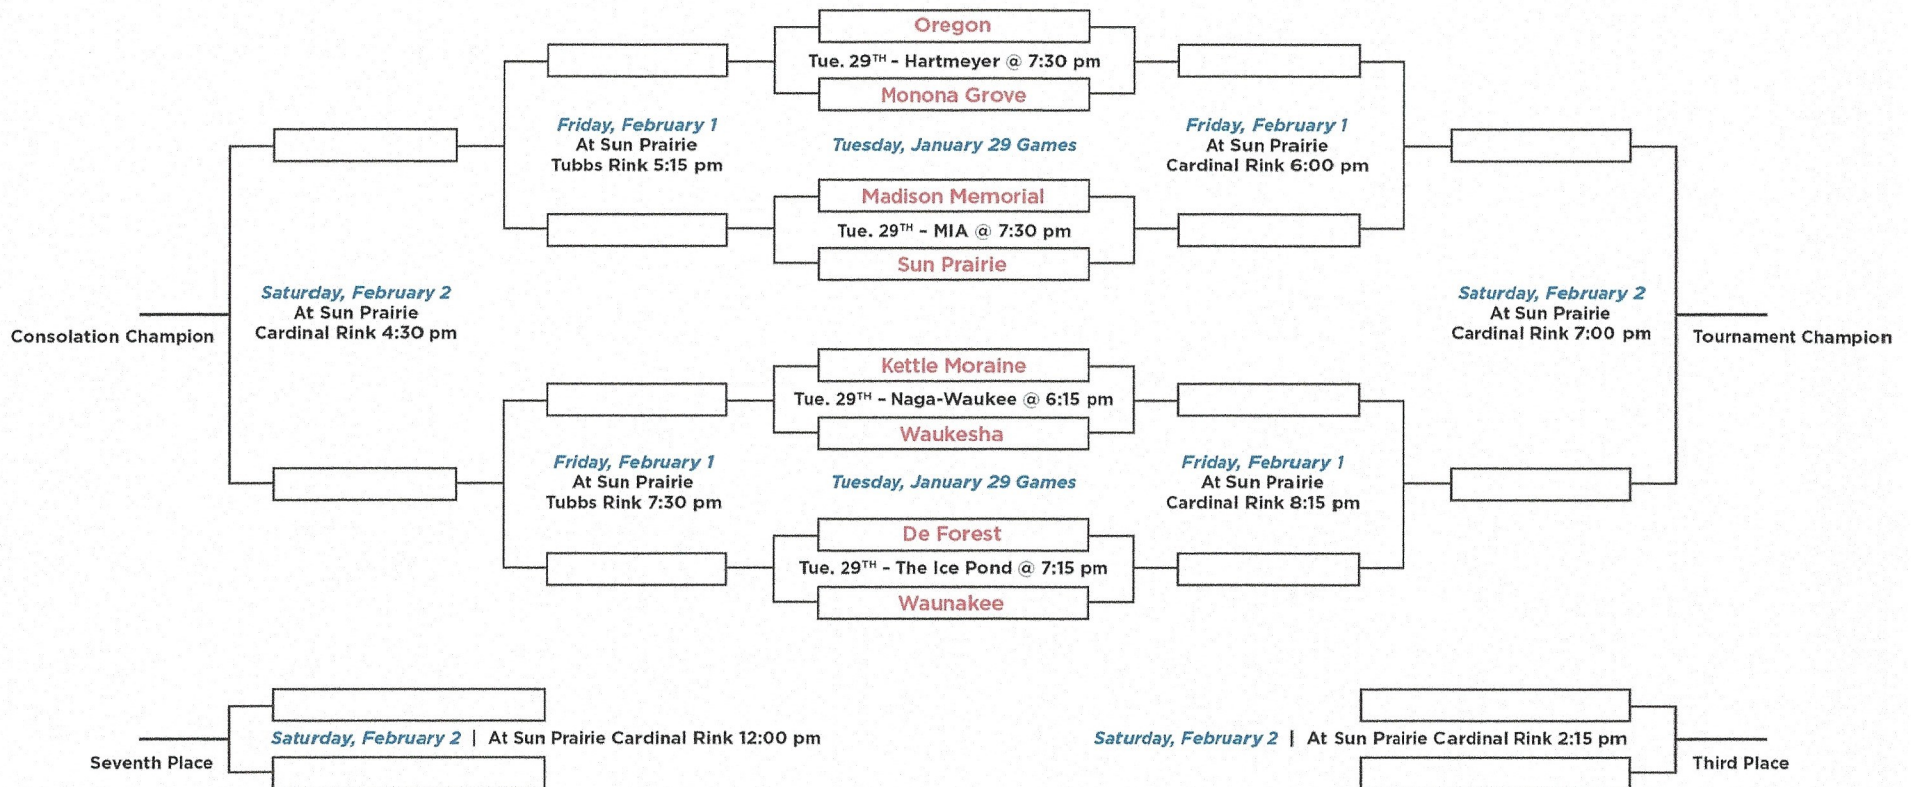 Oregon
Tue. 29TH - Hartmeyer @ 7:30 pm
Monona Grove
Friday, February 1
At Sun Prairie
Tubbs Rink 5:15 pm
Tuesday, January 29 Games
Friday, February 1
At Sun Prairie
Cardinal Rink 6:00 pm
Madison Memorial
Tue. 29TH - MIA @ 7:30 pm
Sun Prairie
Saturday, February 2
At Sun Prairie
Cardinal Rink 4:30 pm
Consolation Champion
Saturday, February 2
At Sun Prairie
Cardinal Rink 7:00 pm
Tournament Champion
Kettle Moraine
Tue. 29TH - Naga-Waukee @ 6:15 pm
Waukesha
Friday, February 1
At Sun Prairie
Tubbs Rink 7:30 pm
Tuesday, January 29 Games
Friday, February 1
At Sun Prairie
Cardinal Rink 8:15 pm
De Forest
Tue. 29TH - The Ice Pond @ 7:15 pm
Waunakee
Saturday, February 2 | At Sun Prairie Cardinal Rink 12:00 pm
Seventh Place
Saturday, February 2 | At Sun Prairie Cardinal Rink 2:15 pm
Third Place